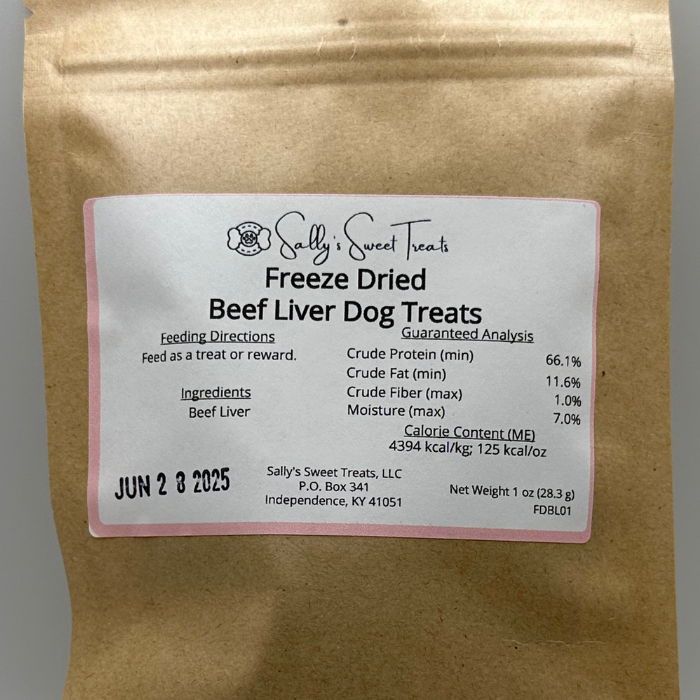 Sally's Sweet Treats
Freeze Dried
Beef Liver Dog Treats
Feeding Directions
Feed as a treat or reward.
Ingredients
Beef Liver
Guaranteed Analysis
Crude Protein (min) 66.1%
Crude Fat (min) 11.6%
Crude Fiber (max) 1.0%
Moisture (max) 7.0%
Calorie Content (ME)
4394 kcal/kg; 125 kcal/oz
JUN 2 8 2025
Sally's Sweet Treats, LLC
P.O. Box 341
Independence, KY 41051
Net Weight 1 oz (28.3 g)
FDBL01